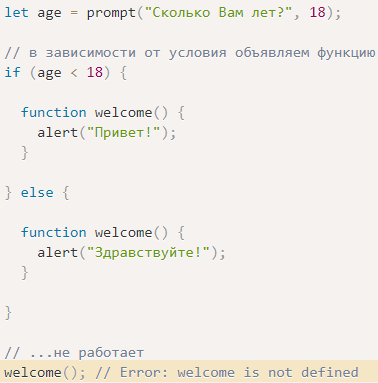 let age = prompt("Сколько Вам лет?", 18);
// в зависимости от условия объявляем функцию
if (age < 18) {
function welcome() {
alert("Привет!");
}
} else {
function welcome() {
alert("Здравствуйте!");
}
}
// ...не работает
welcome(); // Error: welcome is not defined